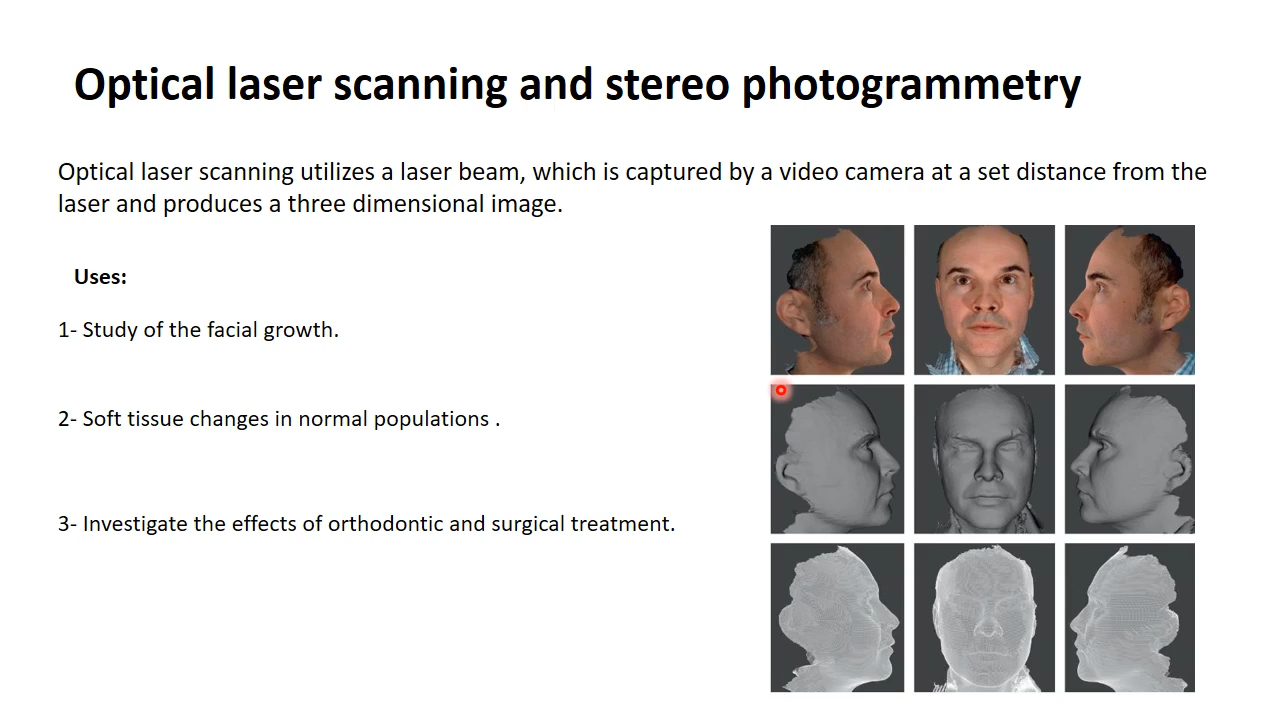 Optical laser scanning and stereo photogrammetry
Optical laser scanning utilizes a laser beam, which is captured by a video camera at a set distance from the
laser and produces a three dimensional image.
Uses:
1- Study of the facial growth.
2- Soft tissue changes in normal populations .
3- Investigate the effects of orthodontic and surgical treatment.